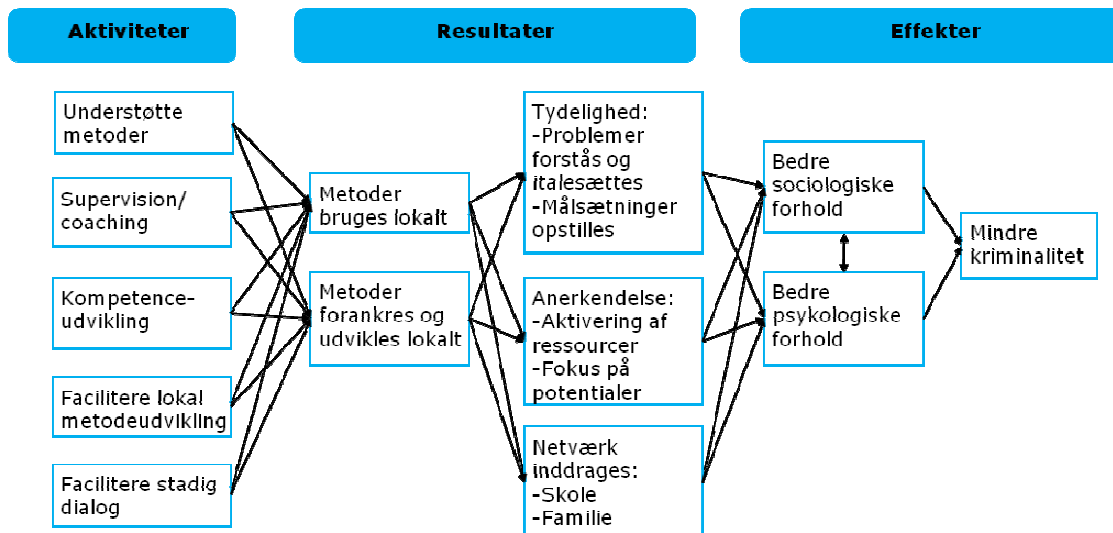 Aktiviteter
Resultater
Effekter
Understøtte
metoder
Supervision/
coaching
Kompetence-
udvikling
Facilitere lokal
metodeudvikling
Facilitere stadig
dialog
Metoder
bruges lokalt
Metoder
forankres og
udvikles lokalt
Tydelighed:
-Problemer
forstås og
italesættes
-Målsætninger
opstilles
Anerkendelse:
-Aktivering af
ressourcer
-Fokus på
potentialer
Netværk
inddrages:
-Skole
-Familie
Bedre
sociologiske
forhold
Bedre
psykologiske
forhold
Mindre
kriminalitet